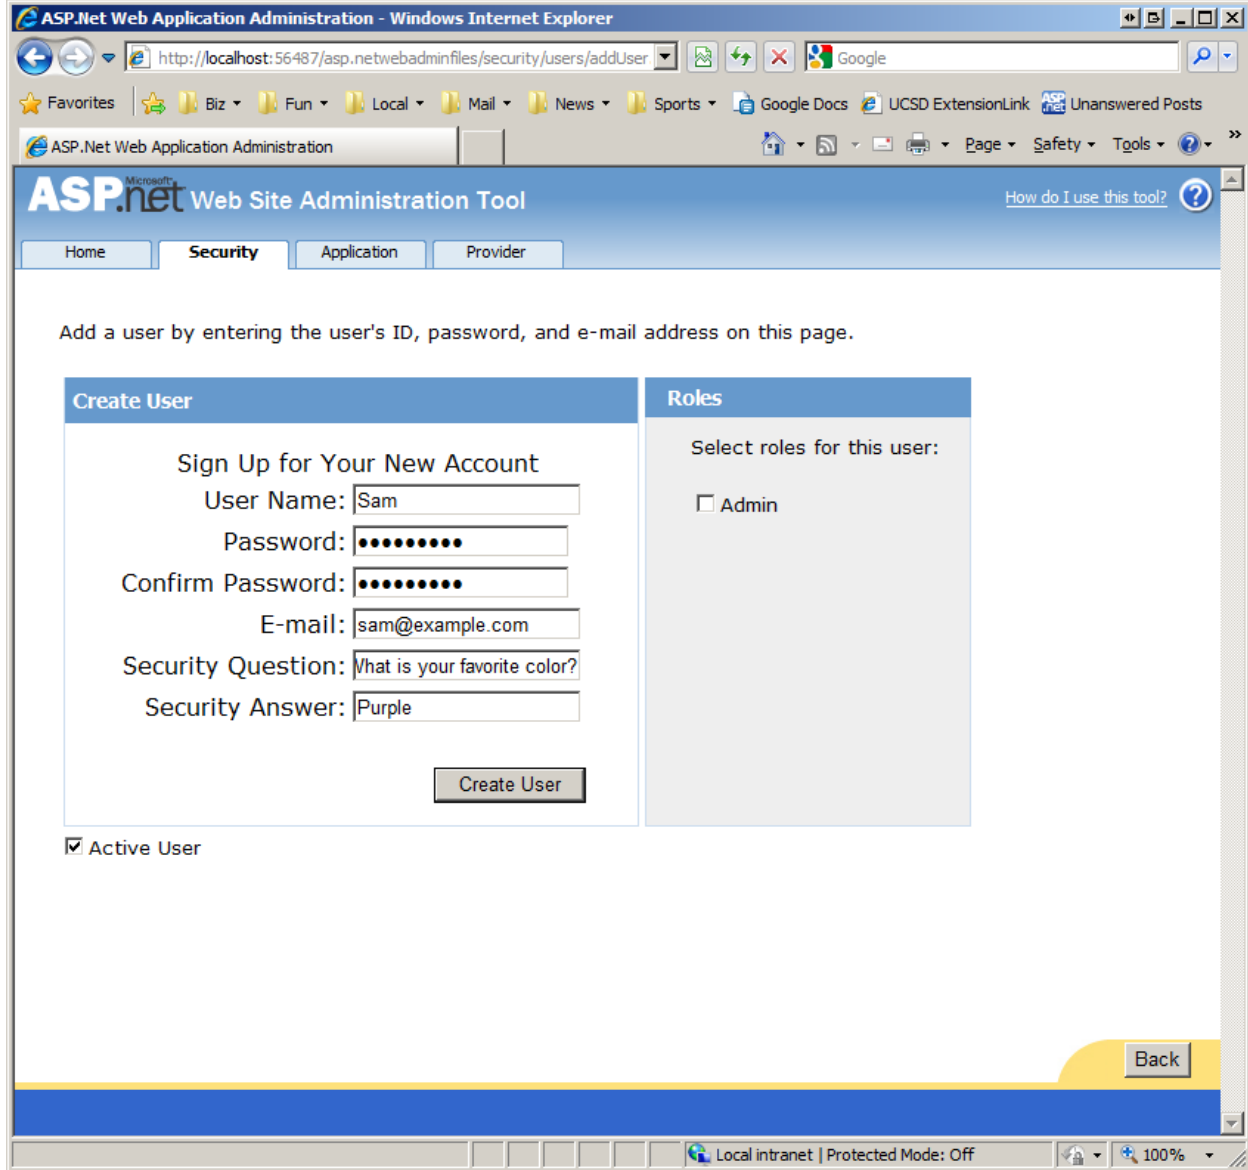 ASP.Net Web Application Administration - Windows Internet Explorer
http://localhost:56487/asp.netwebadminfiles/security/users/addUser
Google
Favorites Biz Fun Local Mail News Sports Google Docs UCSD ExtensionLink Unanswered Posts
ASP.Net Web Application Administration
Page Safety Tools »
Microsoft
ASP.net Web Site Administration Tool
How do I use this tool? ?
Home Security Application Provider
Add a user by entering the user's ID, password, and e-mail address on this page.
Create User
Roles
Sign Up for Your New Account
Select roles for this user:
User Name: Sam
Admin
Password: ●●●●●●●●●
Confirm Password: ●●●●●●●●●
E-mail: sam@example.com
Security Question: What is your favorite color?
Security Answer: Purple
Create User
Active User
Back
Local intranet | Protected Mode: Off
100%